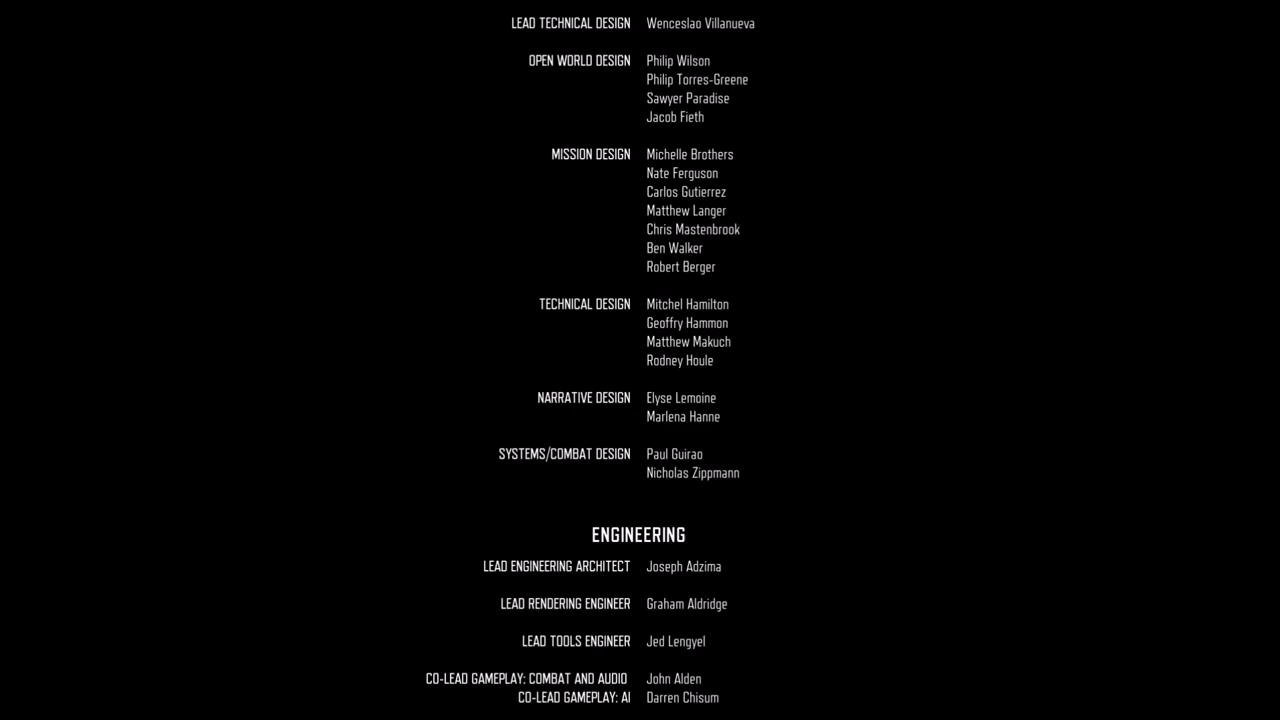 LEAD TECHNICAL DESIGN Wenceslao Villanueva
OPEN WORLD DESIGN Philip Wilson
Philip Torres-Greene
Sawyer Paradise
Jacob Fieth
MISSION DESIGN Michelle Brothers
Nate Ferguson
Carlos Gutierrez
Matthew Langer
Chris Mastenbrook
Ben Walker
Robert Berger
TECHNICAL DESIGN Mitchel Hamilton
Geoffry Hammon
Matthew Makuch
Rodney Houle
NARRATIVE DESIGN Elyse Lemoine
Marlena Hanne
SYSTEMS/COMBAT DESIGN Paul Guirao
Nicholas Zippmann
ENGINEERING
LEAD ENGINEERING ARCHITECT Joseph Adzima
LEAD RENDERING ENGINEER Graham Aldridge
LEAD TOOLS ENGINEER Jed Lengyel
CO-LEAD GAMEPLAY: COMBAT AND AUDIO John Alden
CO-LEAD GAMEPLAY: AI Darren Chisum